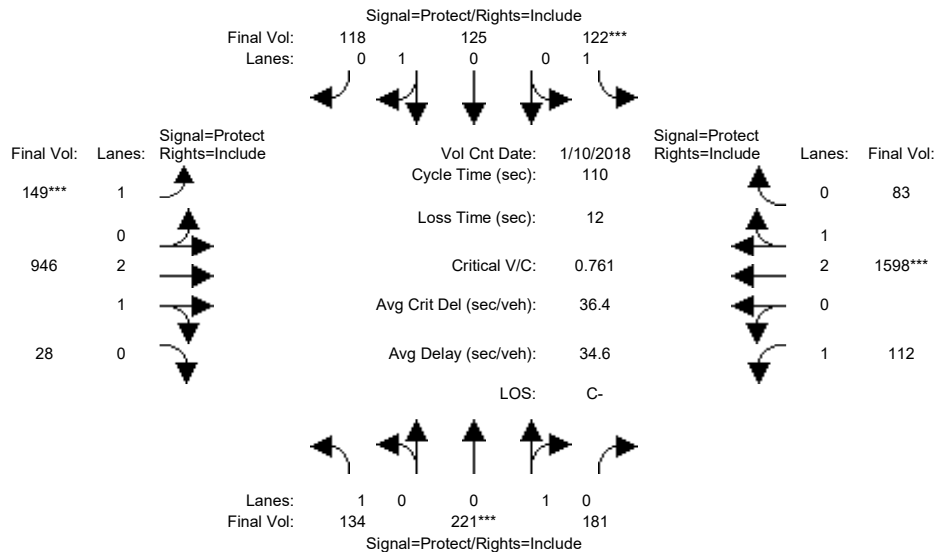 Signal=Protect/Rights=Include
Final Vol: 118 125 122***
Lanes: 0 1 0 0 1
Signal=Protect Signal=Protect
Final Vol: Lanes: Rights=Include Vol Cnt Date: 1/10/2018 Rights=Include Lanes: Final Vol:
Cycle Time (sec): 110
149*** 1 0 83
Loss Time (sec): 12
0 1
946 2 Critical V/C: 0.761 2 1598***
1 Avg Crit Del (sec/veh): 36.4 0
28 0 Avg Delay (sec/veh): 34.6 1 112
LOS: C-
Lanes: 1 0 0 1 0
Final Vol: 134 221*** 181
Signal=Protect/Rights=Include